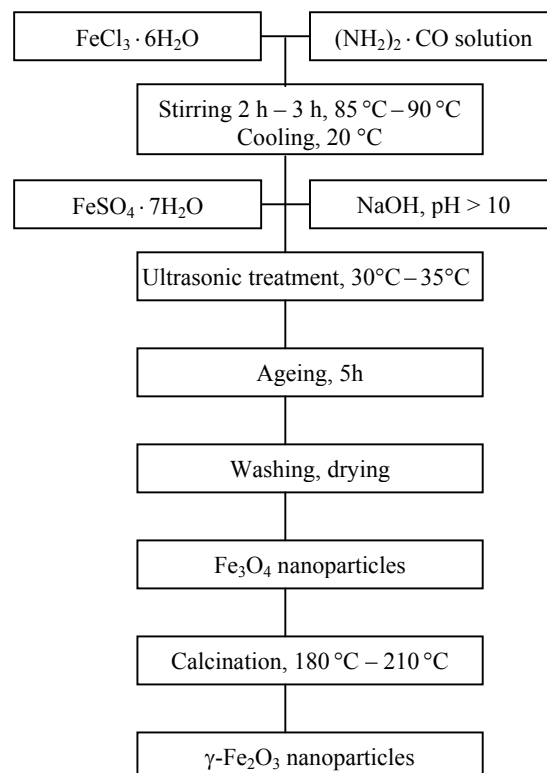 FeCl₃ · 6H₂O
(NH₂)₂ · CO solution
Stirring 2 h – 3 h, 85 °C – 90 °C
Cooling, 20 °C
FeSO₄ · 7H₂O
NaOH, pH > 10
Ultrasonic treatment, 30°C – 35°C
Ageing, 5h
Washing, drying
Fe₃O₄ nanoparticles
Calcination, 180 °C – 210 °C
γ-Fe₂O₃ nanoparticles